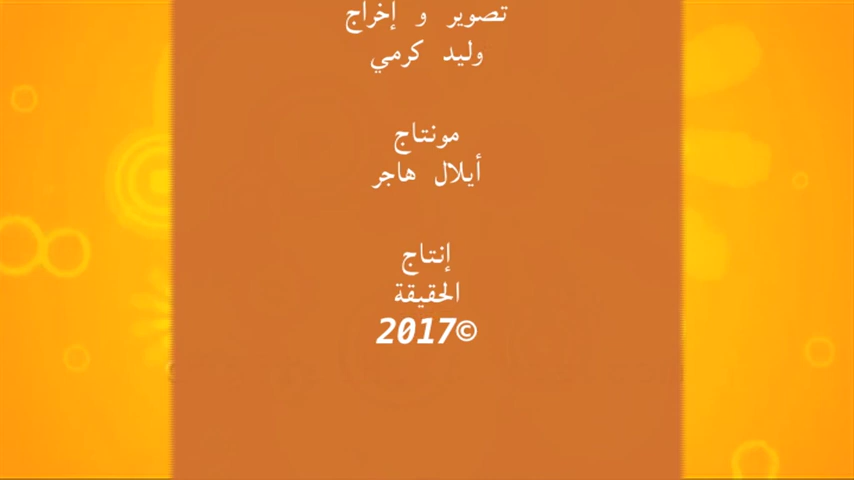 تصوير و إخراج
وليد كرمي
مونتاج
أيلال هاجر
إنتاج
الحقيقة
2017©